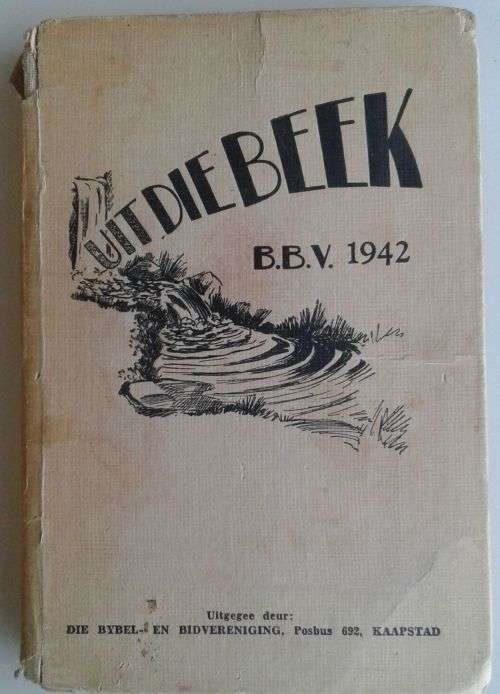 UIT DIE BEEK
B.B.V. 1942
Uitgegee deur:
DIE BYBEL- EN BIDVERENIGING, Posbus 692, KAAPSTAD